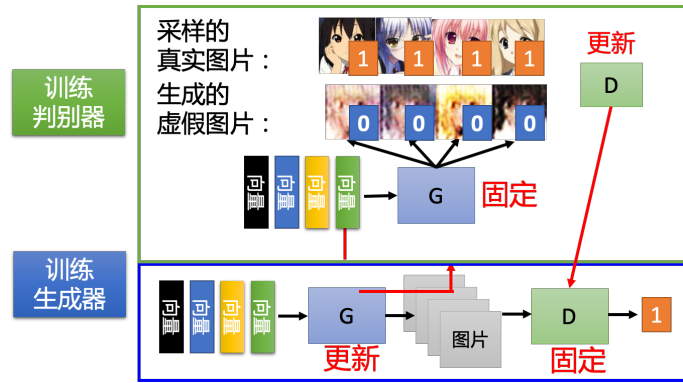 采样的
真实图片：
1 1 1 1
更新
训练
判别器
生成的
虚假图片：
0 0 0 0
D
向量 向量 向量 向量
G
固定
训练
生成器
向量 向量 向量 向量
G
图片
D
1
更新
固定